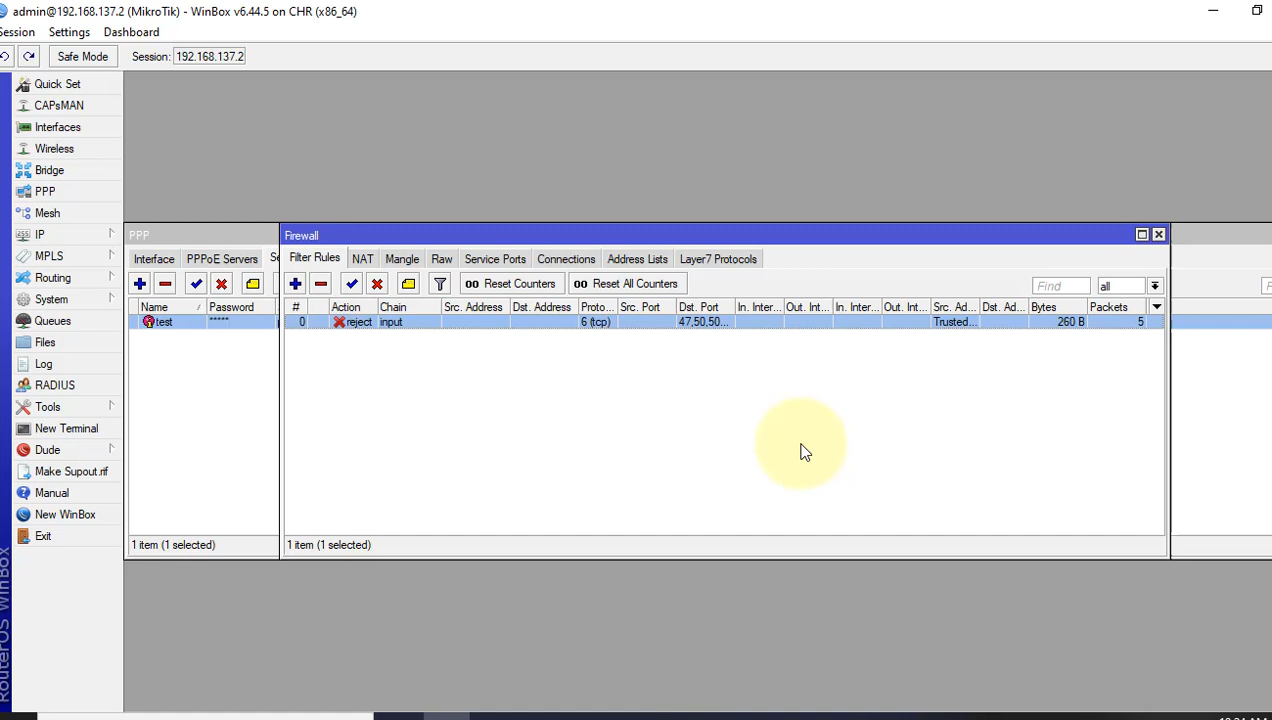 admin@192.168.137.2 (MikroTik) - WinBox v6.44.5 on CHR (x86_64)
Session Settings Dashboard
Safe Mode Session: 192.168.137.2
Quick Set
CAPsMAN
Interfaces
Wireless
Bridge
PPP
Mesh
IP
MPLS
Routing
System
Queues
Files
Log
RADIUS
Tools
New Terminal
Dude
Make Supout.rif
Manual
New WinBox
Exit
RouterOS WinBox
PPP
Interface PPPoE Servers Se
Name / Password
test *****
1 item (1 selected)
Firewall
Filter Rules NAT Mangle Raw Service Ports Connections Address Lists Layer7 Protocols
00 Reset Counters 00 Reset All Counters Find all
# Action Chain Src. Address Dst. Address Proto... Src. Port Dst. Port In. Inter... Out. Int... In. Inter... Out. Int... Src. Ad... Dst. Ad... Bytes Packets
0 reject input 6 (tcp) 47,50,50... Trusted... 260 B 5
1 item (1 selected)